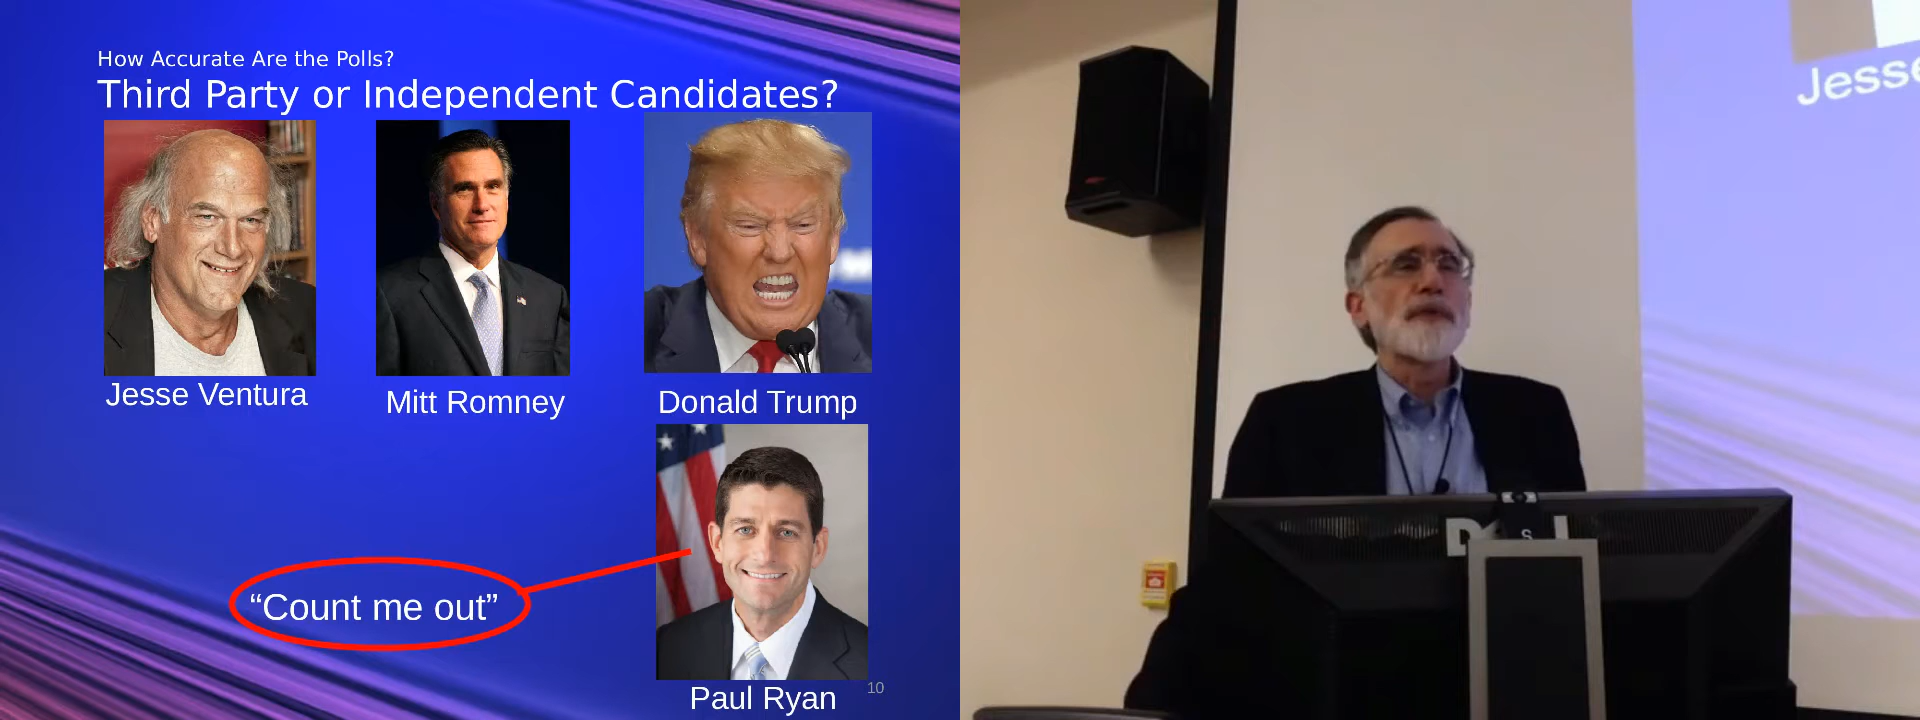 How Accurate Are the Polls?
Third Party or Independent Candidates?
Jesse Ventura
Mitt Romney
Donald Trump
“Count me out”
Paul Ryan
10
Jesse